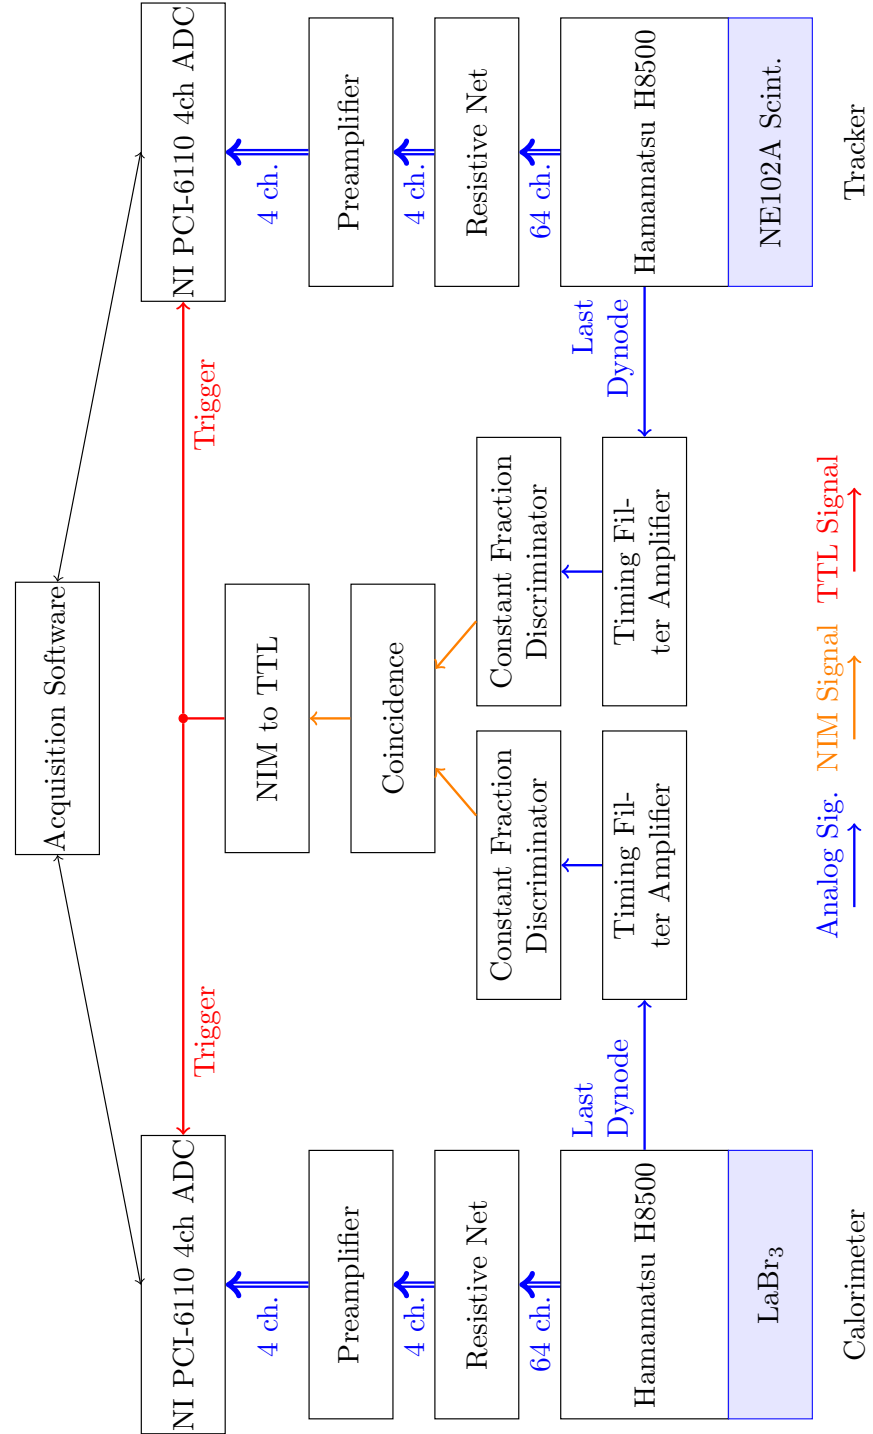 Acquisition Software
NI PCI-6110 4ch ADC
NI PCI-6110 4ch ADC
Trigger
Trigger
4 ch.
NIM to TTL
4 ch.
Preamplifier
Coincidence
Preamplifier
4 ch.
4 ch.
Resistive Net
Constant Fraction
Discriminator
Constant Fraction
Discriminator
Resistive Net
64 ch.
64 ch.
Last
Dynode
Last
Dynode
Hamamatsu H8500
Timing Fil-
ter Amplifier
Timing Fil-
ter Amplifier
Hamamatsu H8500
LaBr₃
NE102A Scint.
Analog Sig.
NIM Signal
TTL Signal
Calorimeter
Tracker